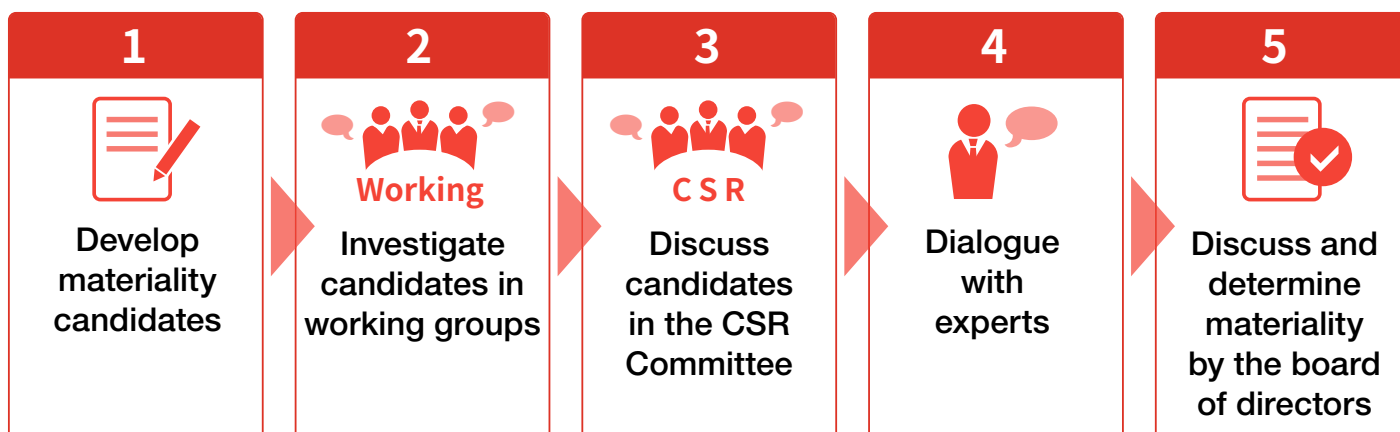 1
Develop
materiality
candidates
2
Working
Investigate
candidates in
working groups
3
CSR
Discuss
candidates
in the CSR
Committee
4
Dialogue
with
experts
5
Discuss and
determine
materiality
by the board
of directors